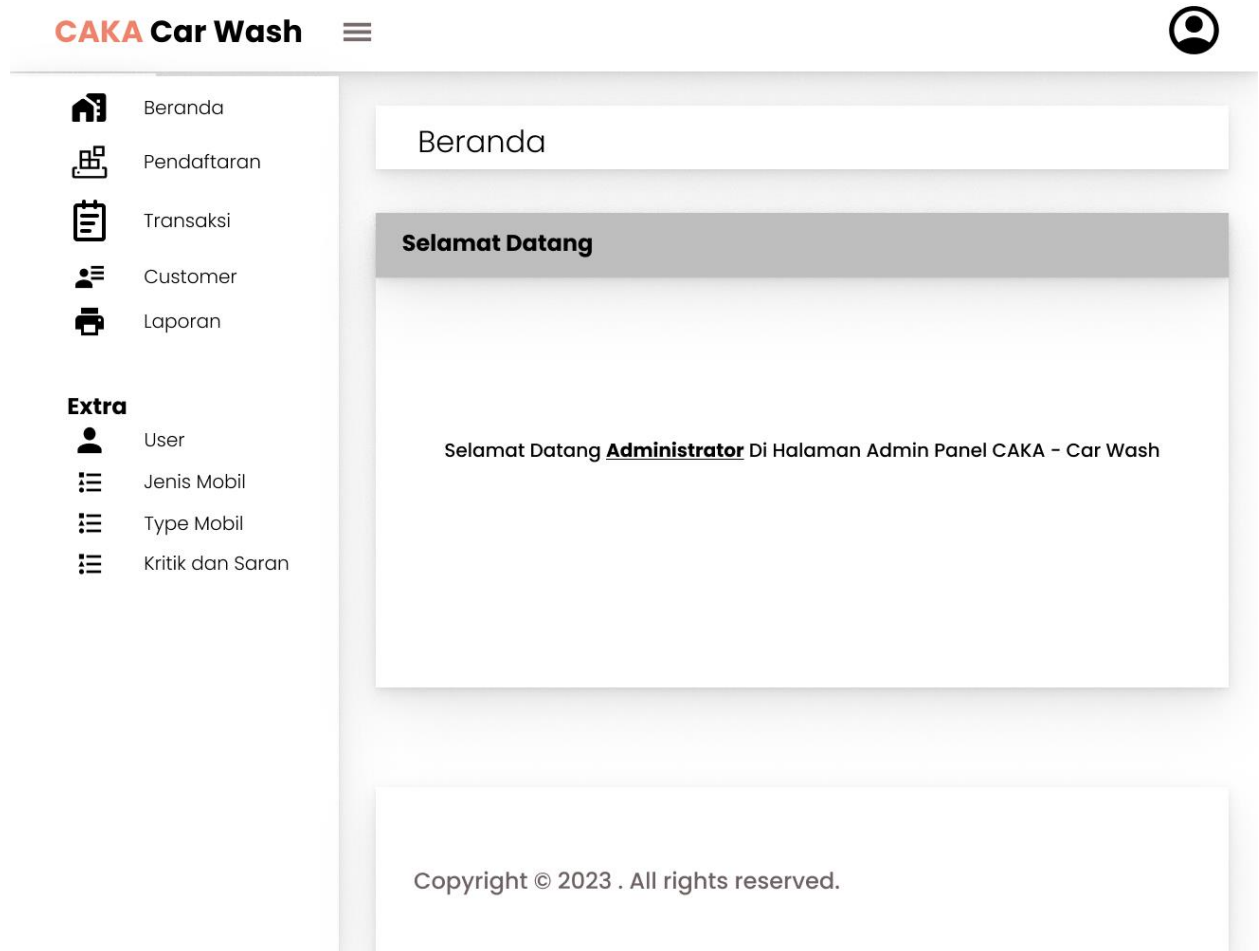 CAKA Car Wash
Beranda
Pendaftaran
Transaksi
Customer
Laporan
Extra
User
Jenis Mobil
Type Mobil
Kritik dan Saran
Beranda
Selamat Datang
Selamat Datang Administrator Di Halaman Admin Panel CAKA - Car Wash
Copyright © 2023 . All rights reserved.